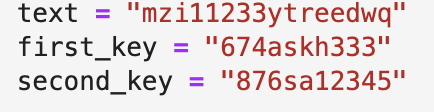 text = "mzi11233ytreedwq"
first_key = "674askh333"
second_key = "876sa12345"